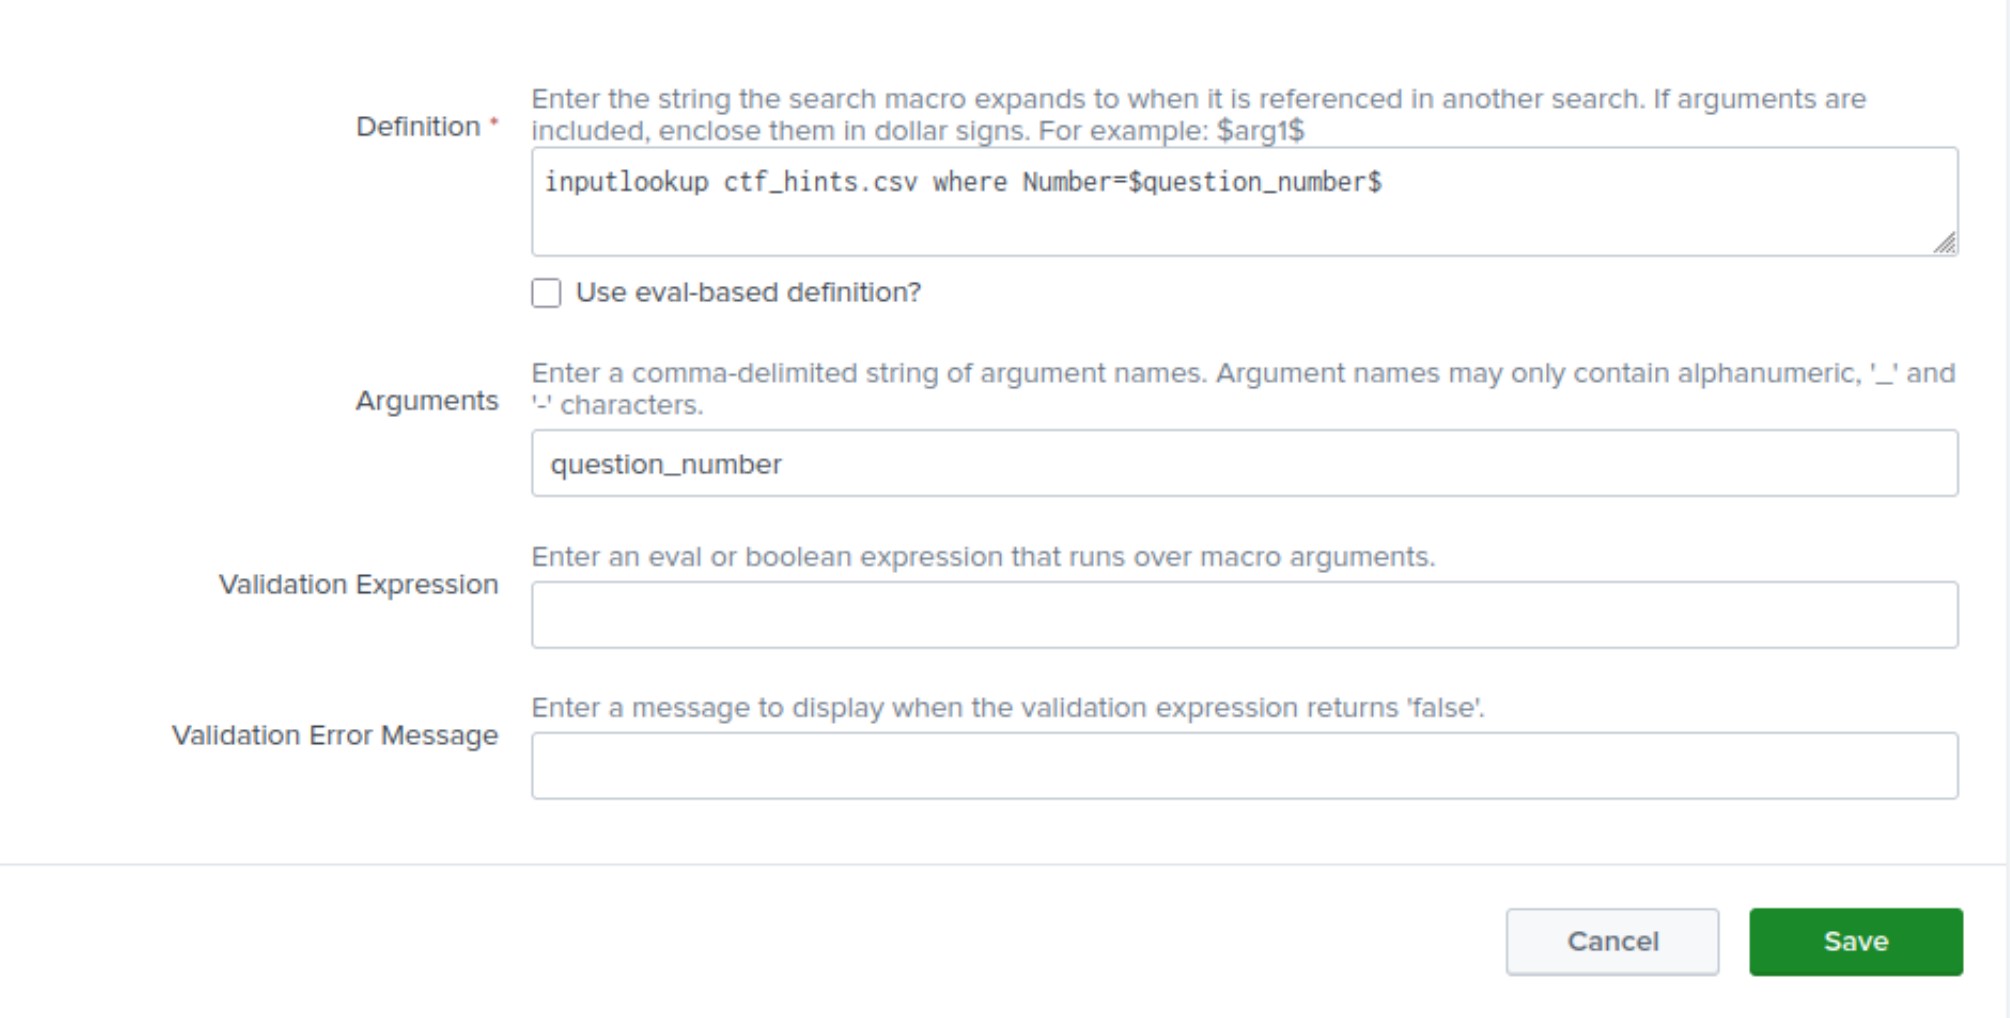 Enter the string the search macro expands to when it is referenced in another search. If arguments are
Definition *
included, enclose them in dollar signs. For example: $arg1$
inputlookup ctf_hints.csv where Number=$question_number$
Use eval-based definition?
Enter a comma-delimited string of argument names. Argument names may only contain alphanumeric, '_' and
Arguments
'-' characters.
question_number
Enter an eval or boolean expression that runs over macro arguments.
Validation Expression
Enter a message to display when the validation expression returns 'false'.
Validation Error Message
Cancel
Save